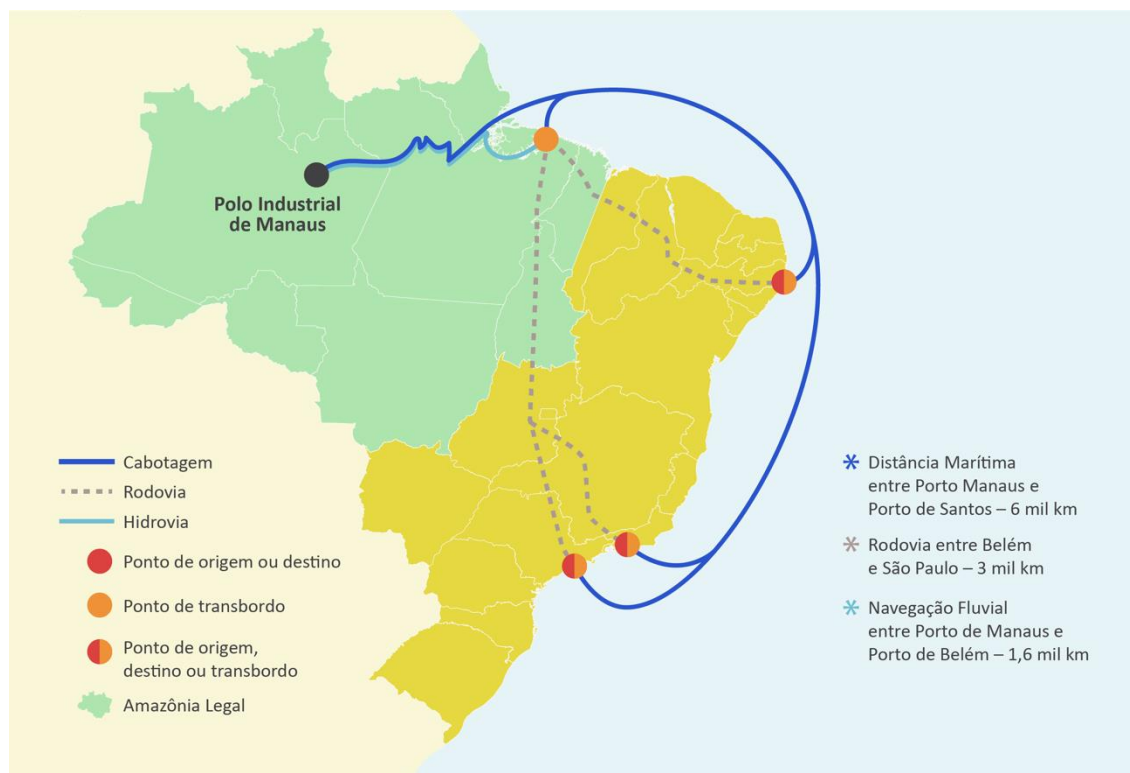 Polo Industrial
de Manaus
Cabotagem
Rodovia
Hidrovia
Ponto de origem ou destino
Ponto de transbordo
Ponto de origem,
destino ou transbordo
Amazônia Legal
Distância Marítima
entre Porto Manaus e
Porto de Santos – 6 mil km
Rodovia entre Belém
e São Paulo – 3 mil km
Navegação Fluvial
entre Porto de Manaus e
Porto de Belém – 1,6 mil km